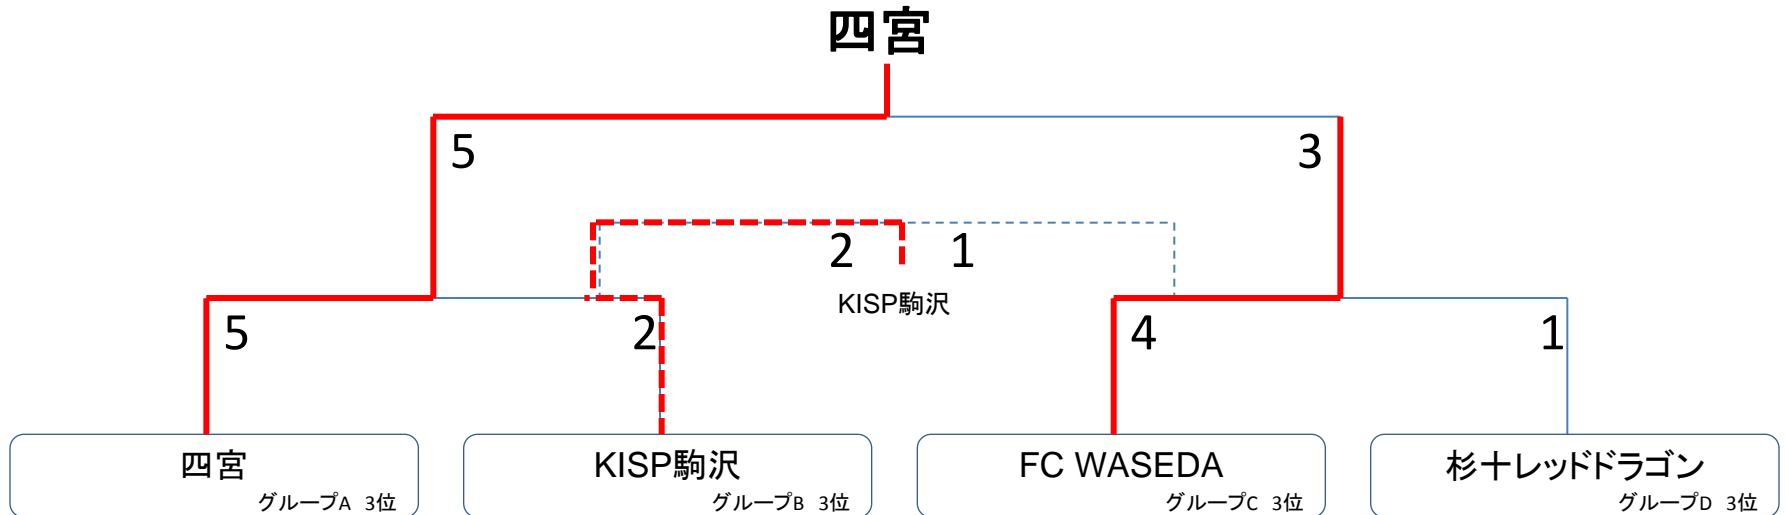 四宮
5 3
2 1
KISP駒沢
5 2 4 1
四宮 KISP駒沢 FC WASEDA 杉十レッドドラゴン
グループA 3位 グループB 3位 グループC 3位 グループD 3位